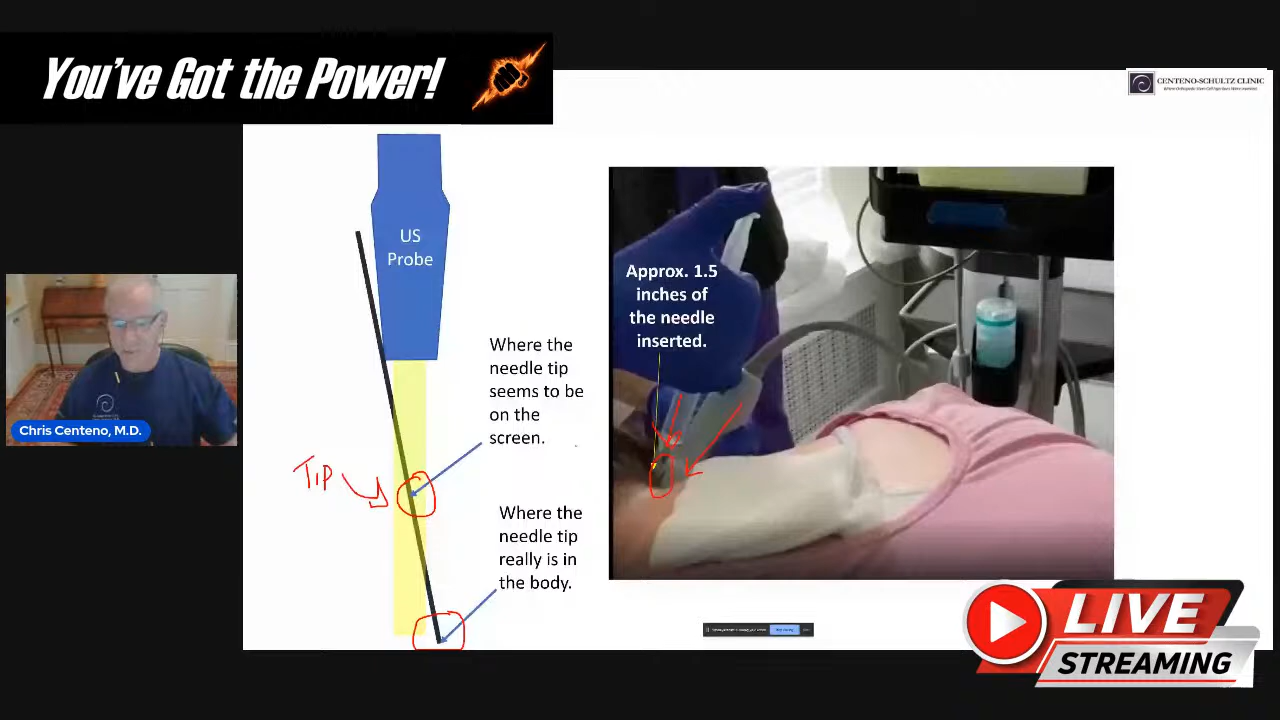 You've Got the Power!
CENTENO-SCHULTZ CLINIC
US
Probe
Approx. 1.5
inches of
the needle
inserted.
Where the
needle tip
seems to be
on the
screen.
TIP
Where the
needle tip
really is in
the body.
Chris Centeno, M.D.
LIVE
STREAMING